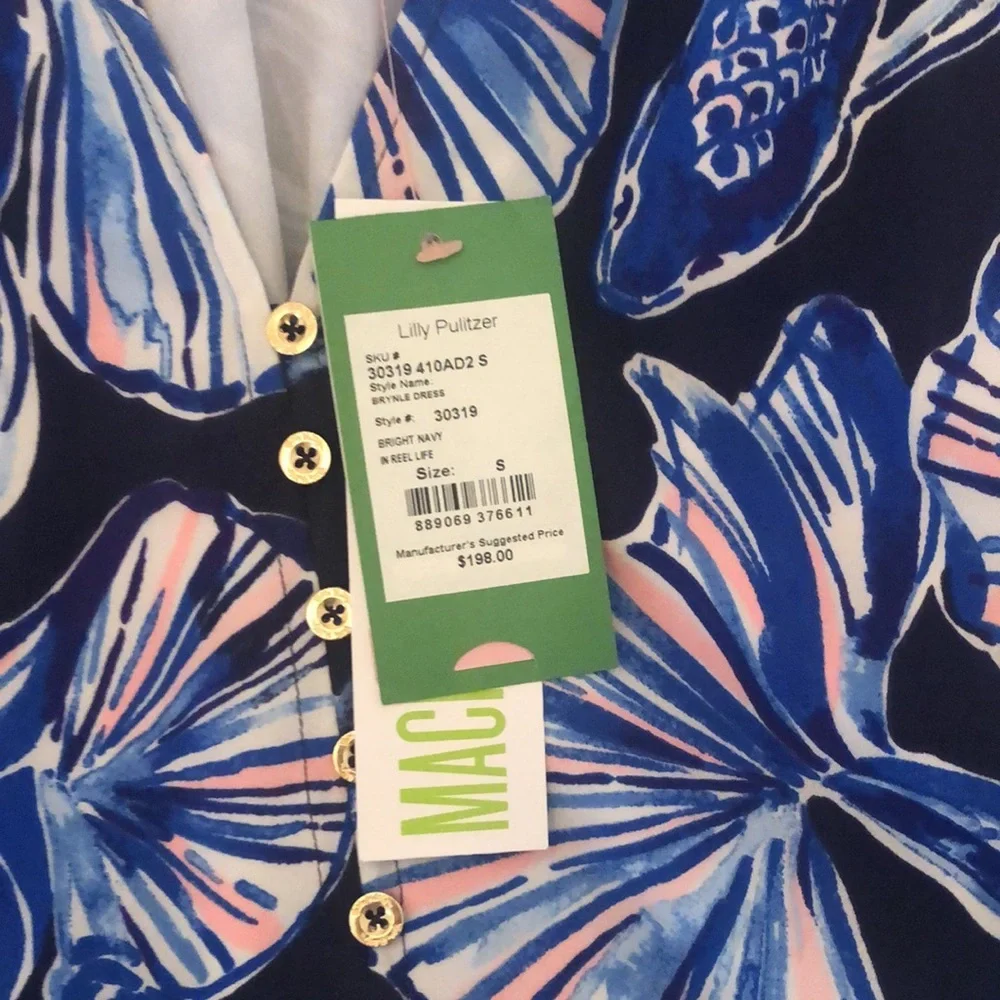 Lilly Pulitzer
SKU #
30319 410AD2 S
Style Name:
BRYNLE DRESS
Style #: 30319
BRIGHT NAVY
IN REEL LIFE
Size: S
889069 376611
Manufacturer's Suggested Price
$198.00
MAC